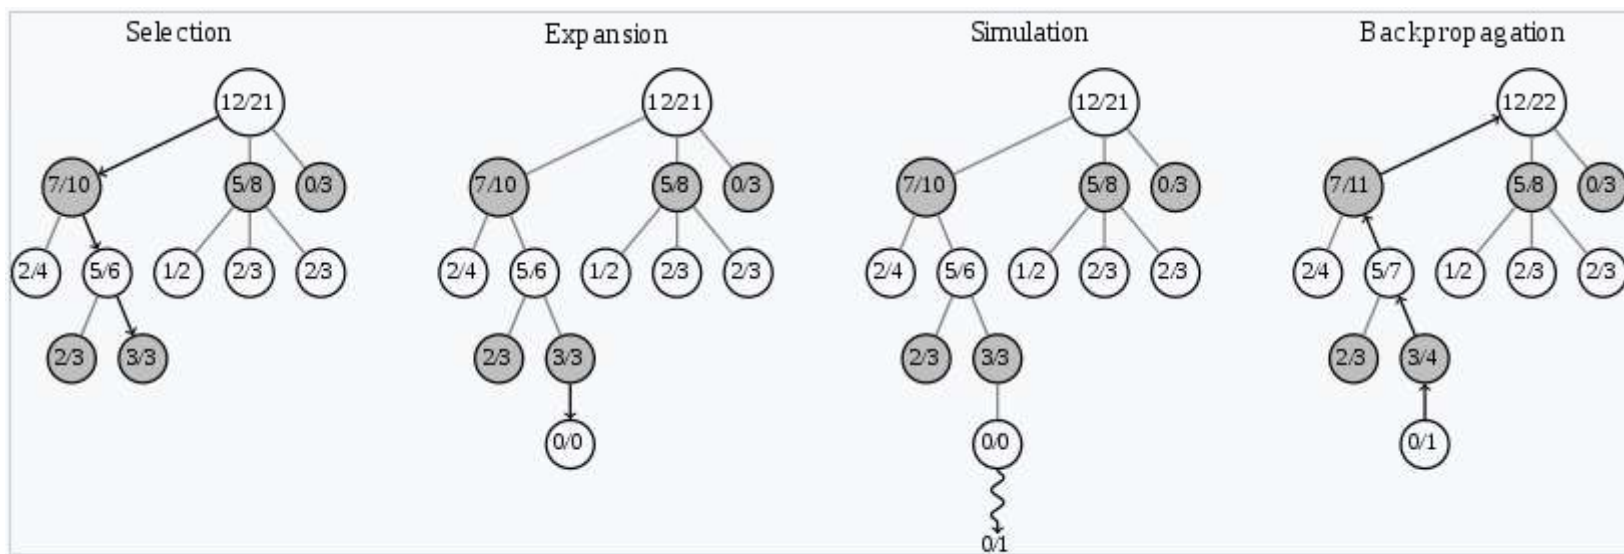 Selection Expansion Simulation Backpropagation
12/21 12/21 12/21 12/22
7/10 5/8 0/3 7/10 5/8 0/3 7/10 5/8 0/3 7/11 5/8 0/3
2/4 5/6 1/2 2/3 2/3 2/4 5/6 1/2 2/3 2/3 2/4 5/6 1/2 2/3 2/3 2/4 5/7 1/2 2/3 2/3
2/3 3/3 2/3 3/3 2/3 3/3 2/3 3/4
0/0 0/0 0/1
0/1